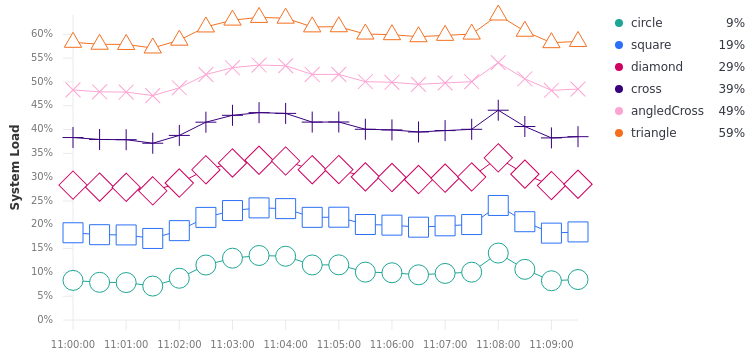 60%
55%
50%
45%
40%
35%
30%
25%
20%
15%
10%
5%
0%
System Load
11:00:00 11:01:00 11:02:00 11:03:00 11:04:00 11:05:00 11:06:00 11:07:00 11:08:00 11:09:00
circle 9%
square 19%
diamond 29%
cross 39%
angledCross 49%
triangle 59%